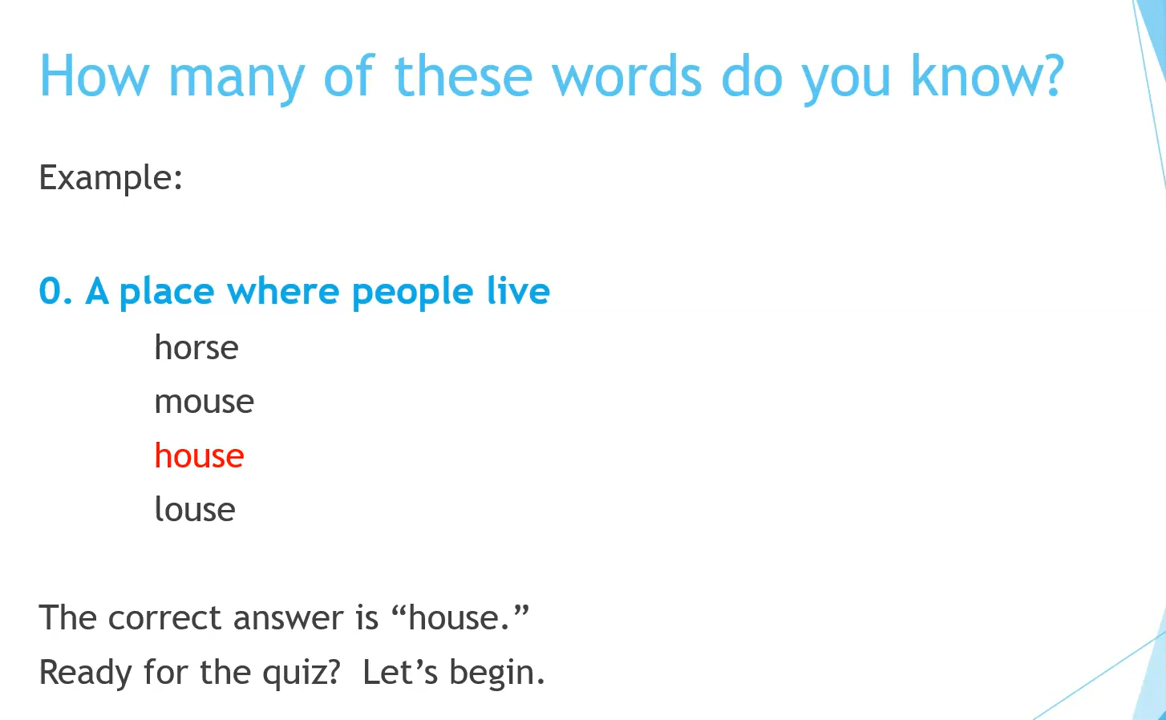 How many of these words do you know?
Example:
0. A place where people live
horse
mouse
house
louse
The correct answer is “house.”
Ready for the quiz?  Let’s begin.